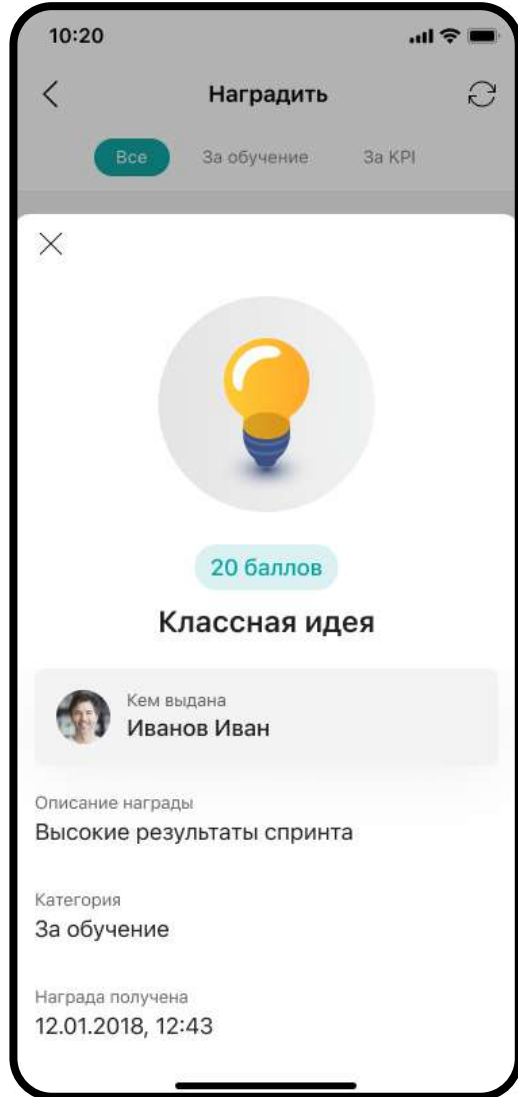 10:20
Наградить
Все За обучение За KPI
20 баллов
Классная идея
Кем выдана
Иванов Иван
Описание награды
Высокие результаты спринта
Категория
За обучение
Награда получена
12.01.2018, 12:43